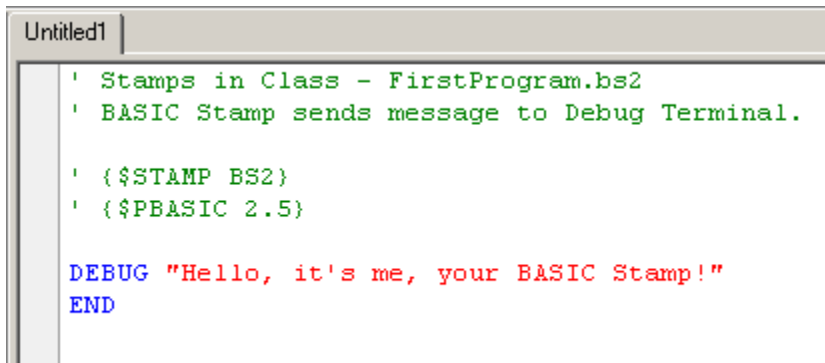 Untitled1
' Stamps in Class - FirstProgram.bs2
' BASIC Stamp sends message to Debug Terminal.
' {$STAMP BS2}
' {$PBASIC 2.5}
DEBUG "Hello, it's me, your BASIC Stamp!"
END